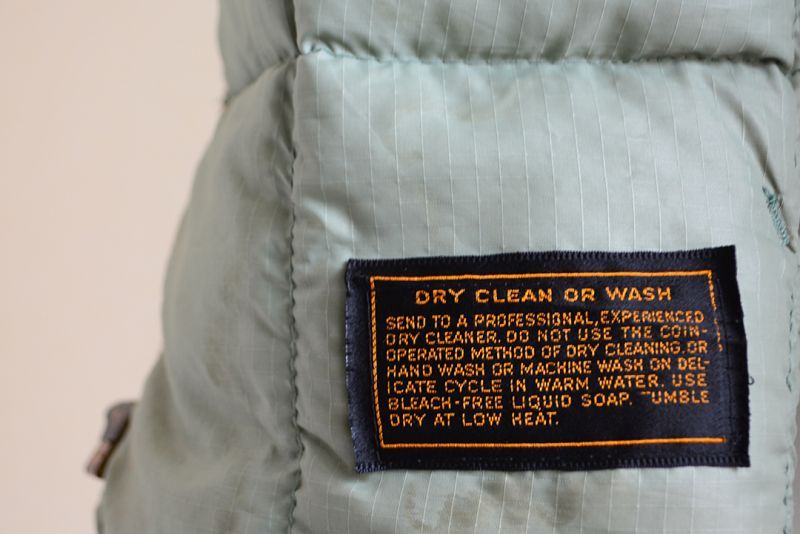 DRY CLEAN OR WASH
SEND TO A PROFESSIONAL, EXPERIENCED
DRY CLEANER. DO NOT USE THE COIN-
OPERATED METHOD OF DRY CLEANING. OR
HAND WASH OR MACHINE WASH ON DEL-
ICATE CYCLE IN WARM WATER. USE
BLEACH-FREE LIQUID SOAP. TUMBLE
DRY AT LOW HEAT.